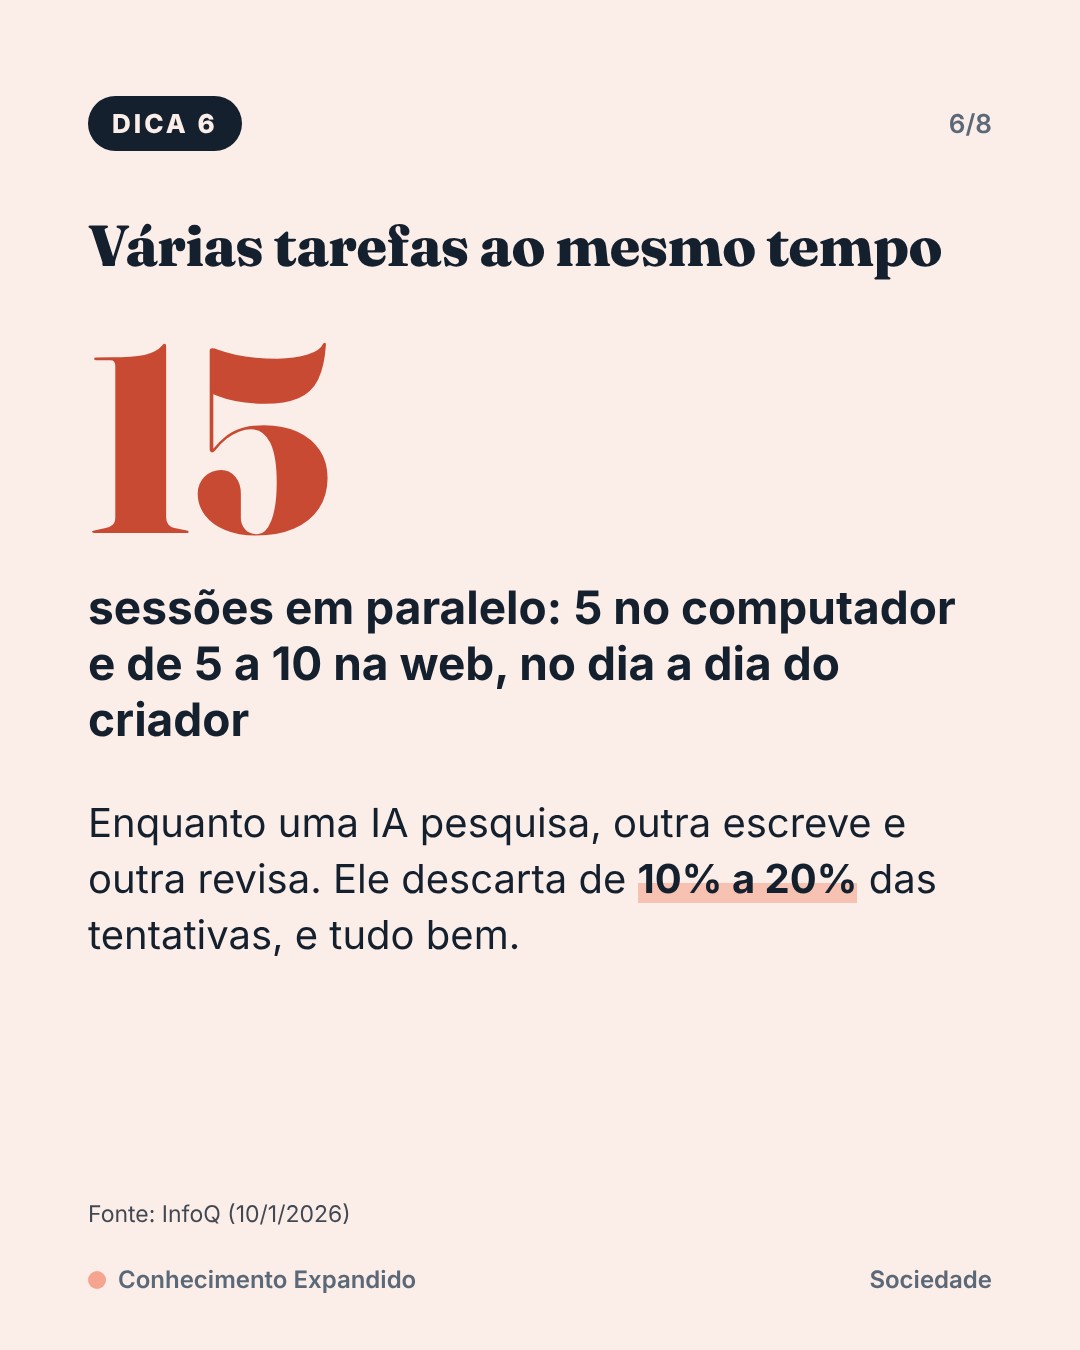 DICA 6
6/8
Várias tarefas ao mesmo tempo
15
sessões em paralelo: 5 no computador
e de 5 a 10 na web, no dia a dia do
criador
Enquanto uma IA pesquisa, outra escreve e
outra revisa. Ele descarta de 10% a 20% das
tentativas, e tudo bem.
Fonte: InfoQ (10/1/2026)
Conhecimento Expandido
Sociedade